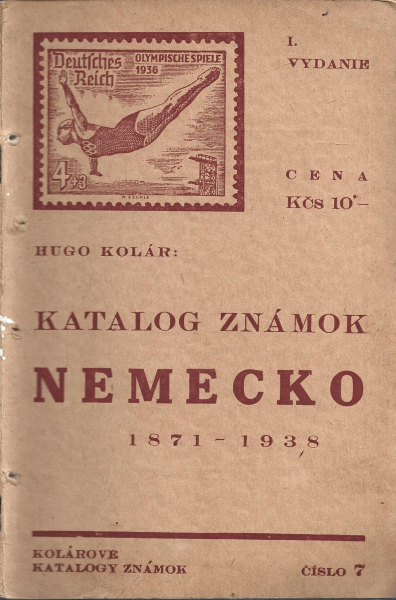 Deutsches
Reich
OLYMPISCHE SPIELE
1936
4+3
I.
VYDANIE
CENA
Kčs 10·—
HUGO KOLÁR:
KATALOG ZNÁMOK
NEMECKO
1871 - 1938
KOLÁROVE
KATALOGY ZNÁMOK
ČÍSLO 7